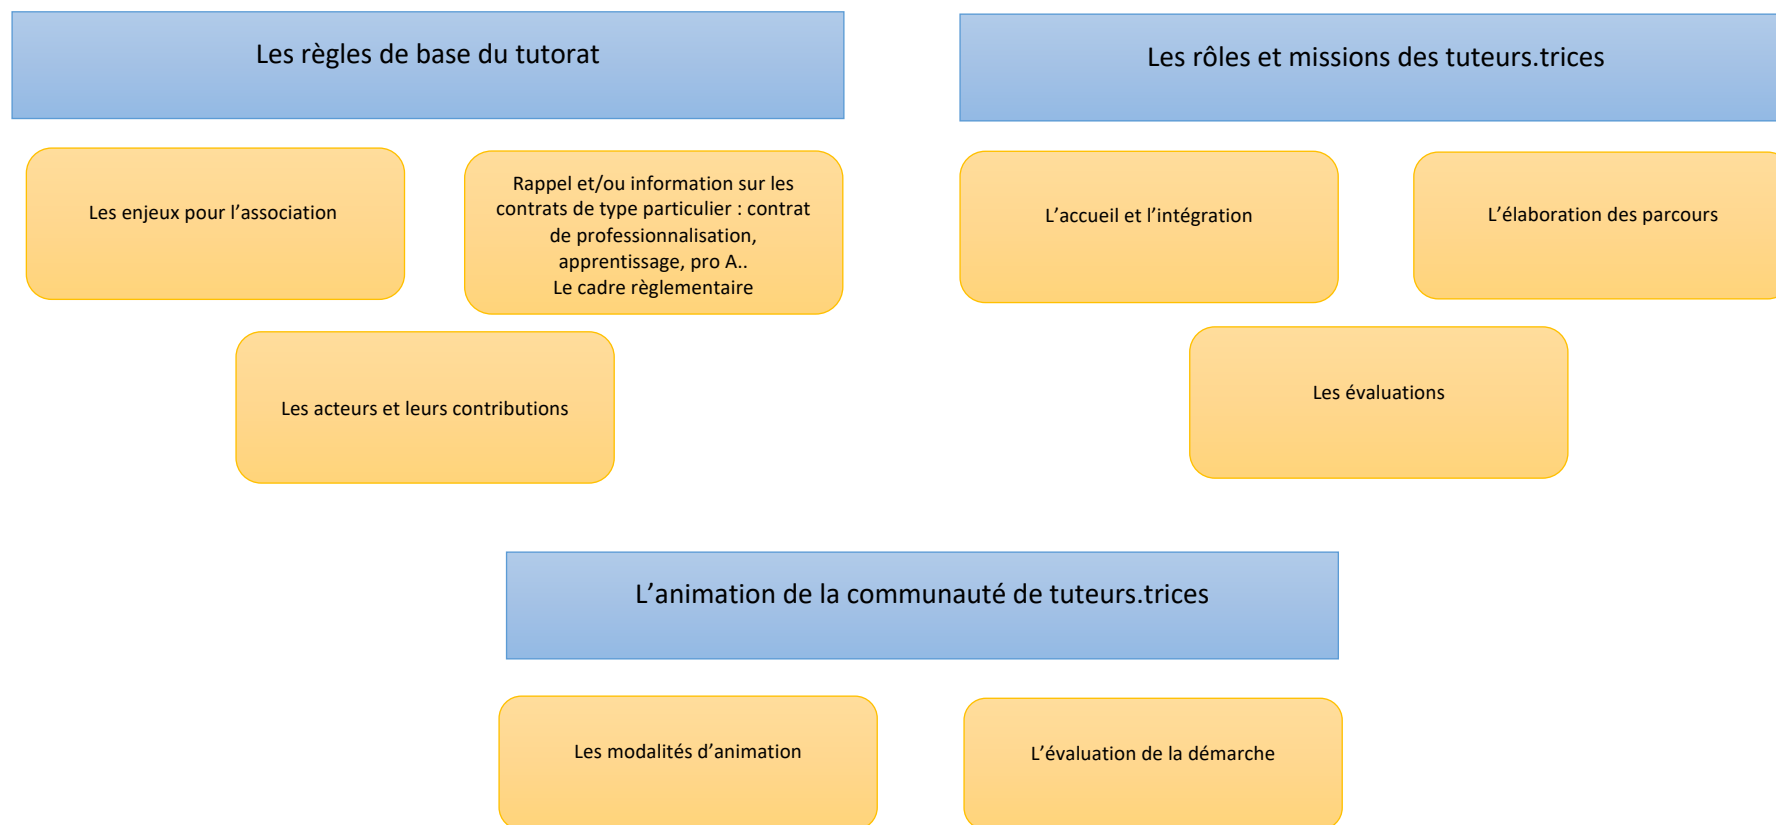 Les règles de base du tutorat
Les enjeux pour l’association
Rappel et/ou information sur les
contrats de type particulier : contrat
de professionnalisation,
apprentissage, pro A..
Le cadre règlementaire
Les acteurs et leurs contributions
Les rôles et missions des tuteurs.trices
L’accueil et l’intégration
L’élaboration des parcours
Les évaluations
L’animation de la communauté de tuteurs.trices
Les modalités d’animation
L’évaluation de la démarche